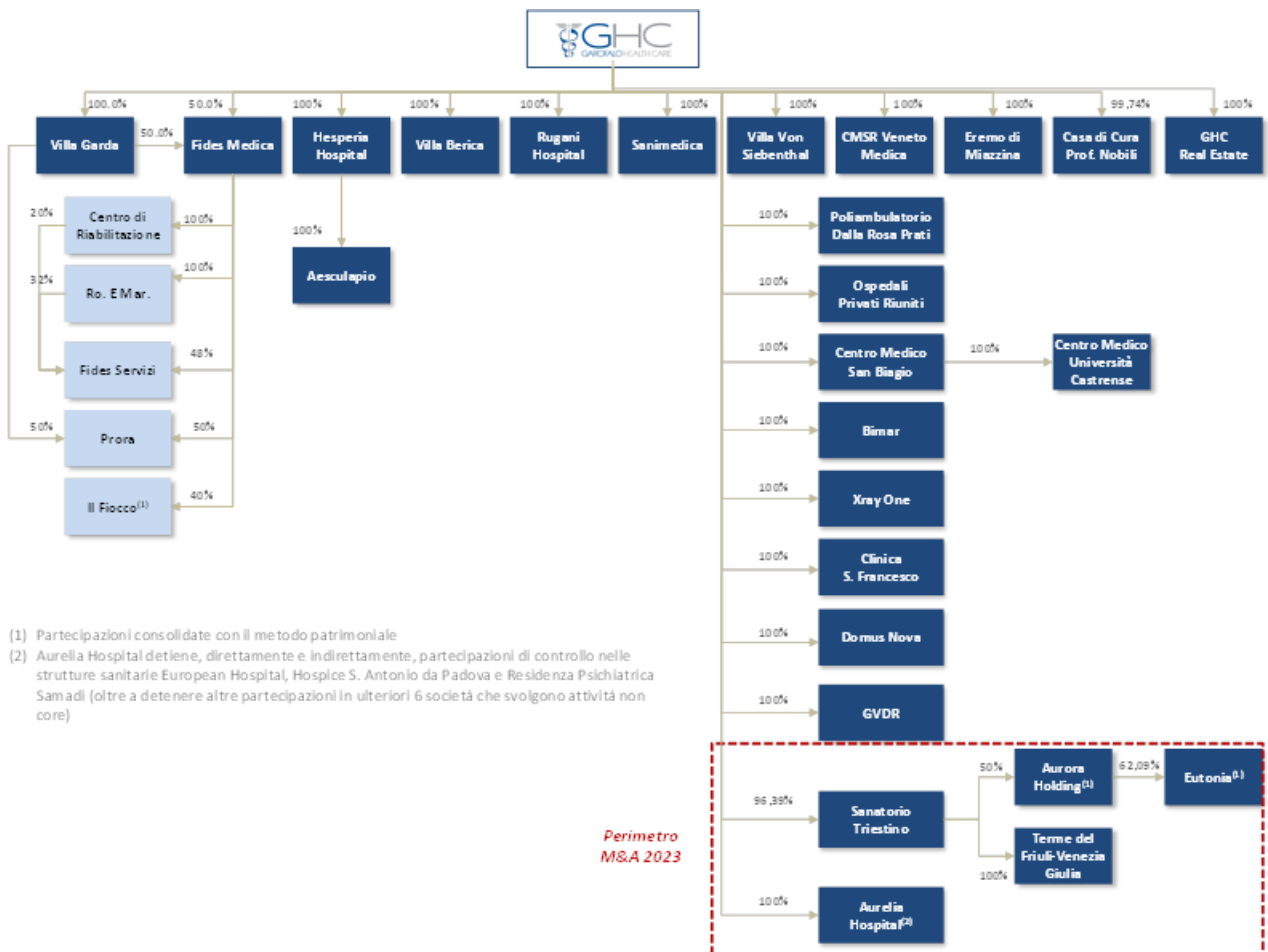 GHC
GAROFALO HEALTH CARE
100.0%
50.0%
100%
100%
100%
100%
100%
100%
100%
99,74%
100%
Villa Garda
50.0%
Fides Medica
Hesperia
Hospital
Villa Berica
Rugani
Hospital
Sanimedica
Villa Von
Siebenthal
CMSR Veneto
Medica
Eremo di
Miazzina
Casa di Cura
Prof. Nobili
GHC
Real Estate
20%
Centro di
Riabilitazione
100%
32%
Ro. E Mar.
100%
Fides Servizi
48%
50%
Prora
50%
Il Fiocco(1)
40%
100%
Aesculapio
100%
Poliambulatorio
Dalla Rosa Prati
100%
Ospedali
Privati Riuniti
100%
Centro Medico
San Biagio
100%
Centro Medico
Università
Castrense
100%
Bimar
100%
Xray One
100%
Clinica
S. Francesco
100%
Domus Nova
100%
GVDR
(1) Partecipazioni consolidate con il metodo patrimoniale
(2) Aurelia Hospital detiene, direttamente e indirettamente, partecipazioni di controllo nelle
strutture sanitarie European Hospital, Hospice S. Antonio da Padova e Residenza Psichiatrica
Samadi (oltre a detenere altre partecipazioni in ulteriori 6 società che svolgono attività non
core)
Perimetro
M&A 2023
96,39%
Sanatorio
Triestino
50%
Aurora
Holding(1)
62,09%
Eutonia(1)
100%
Terme del
Friuli-Venezia
Giulia
100%
Aurelia
Hospital(2)